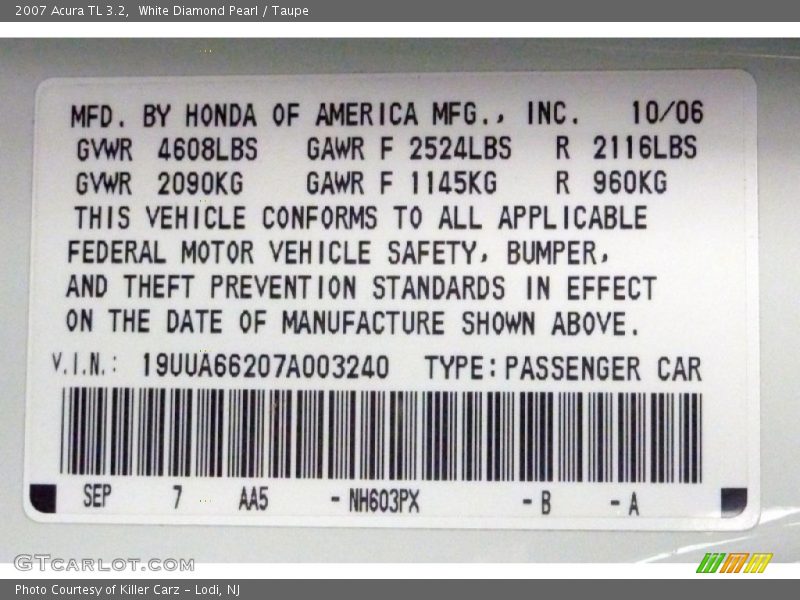 2007 Acura TL 3.2, White Diamond Pearl / Taupe
MFD. BY HONDA OF AMERICA MFG., INC. 10/06
GVWR 4608LBS GAWR F 2524LBS R 2116LBS
GVWR 2090KG GAWR F 1145KG R 960KG
THIS VEHICLE CONFORMS TO ALL APPLICABLE
FEDERAL MOTOR VEHICLE SAFETY, BUMPER,
AND THEFT PREVENTION STANDARDS IN EFFECT
ON THE DATE OF MANUFACTURE SHOWN ABOVE.
V.I.N.: 19UUA66207A003240 TYPE: PASSENGER CAR
SEP 7 AA5 - NH603PX - B - A
GTCARLOT.COM
Photo Courtesy of Killer Carz - Lodi, NJ